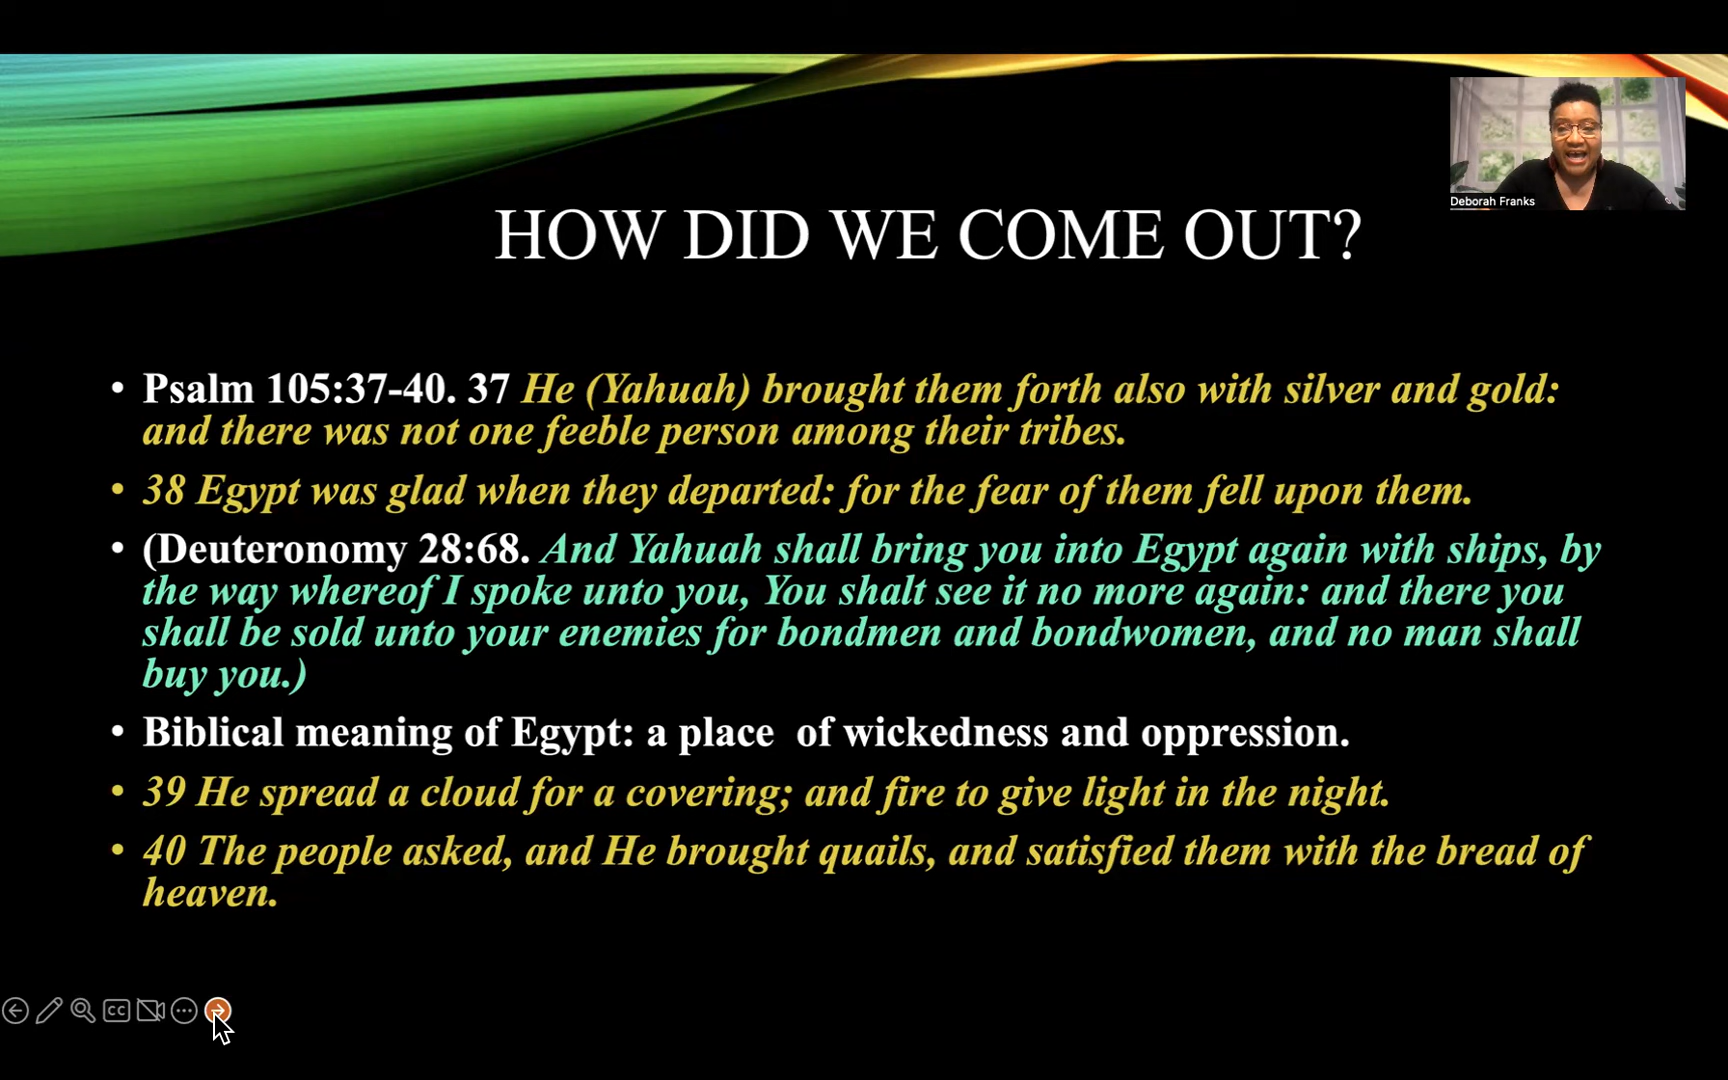 Deborah Franks
HOW DID WE COME OUT?
• Psalm 105:37-40. 37 He (Yahuah) brought them forth also with silver and gold:
and there was not one feeble person among their tribes.
• 38 Egypt was glad when they departed: for the fear of them fell upon them.
• (Deuteronomy 28:68. And Yahuah shall bring you into Egypt again with ships, by
the way whereof I spoke unto you, You shalt see it no more again: and there you
shall be sold unto your enemies for bondmen and bondwomen, and no man shall
buy you.)
• Biblical meaning of Egypt: a place  of wickedness and oppression.
• 39 He spread a cloud for a covering; and fire to give light in the night.
• 40 The people asked, and He brought quails, and satisfied them with the bread of
heaven.
CC